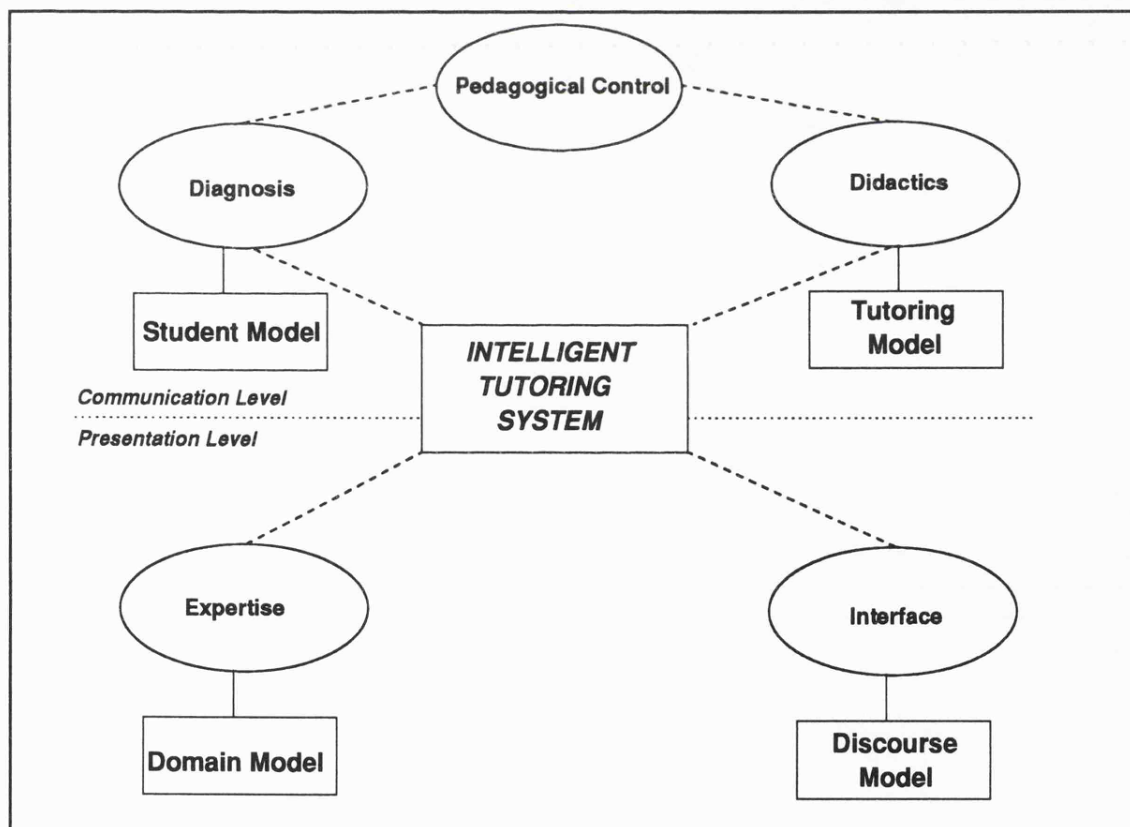 Pedagogical Control
Diagnosis
Didactics
Student Model
Tutoring
Model
INTELLIGENT
TUTORING
SYSTEM
Communication Level
Presentation Level
Expertise
Interface
Domain Model
Discourse
Model